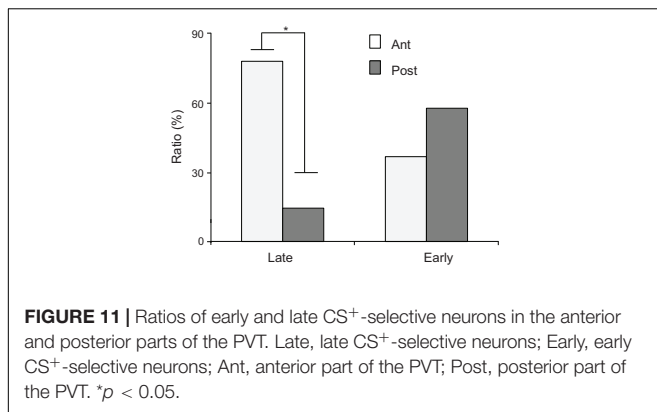 90
60
30
0
Ratio (%)
*
Ant
Post
Late
Early
FIGURE 11 | Ratios of early and late CS+-selective neurons in the anterior
and posterior parts of the PVT. Late, late CS+-selective neurons; Early, early
CS+-selective neurons; Ant, anterior part of the PVT; Post, posterior part of
the PVT. *p < 0.05.